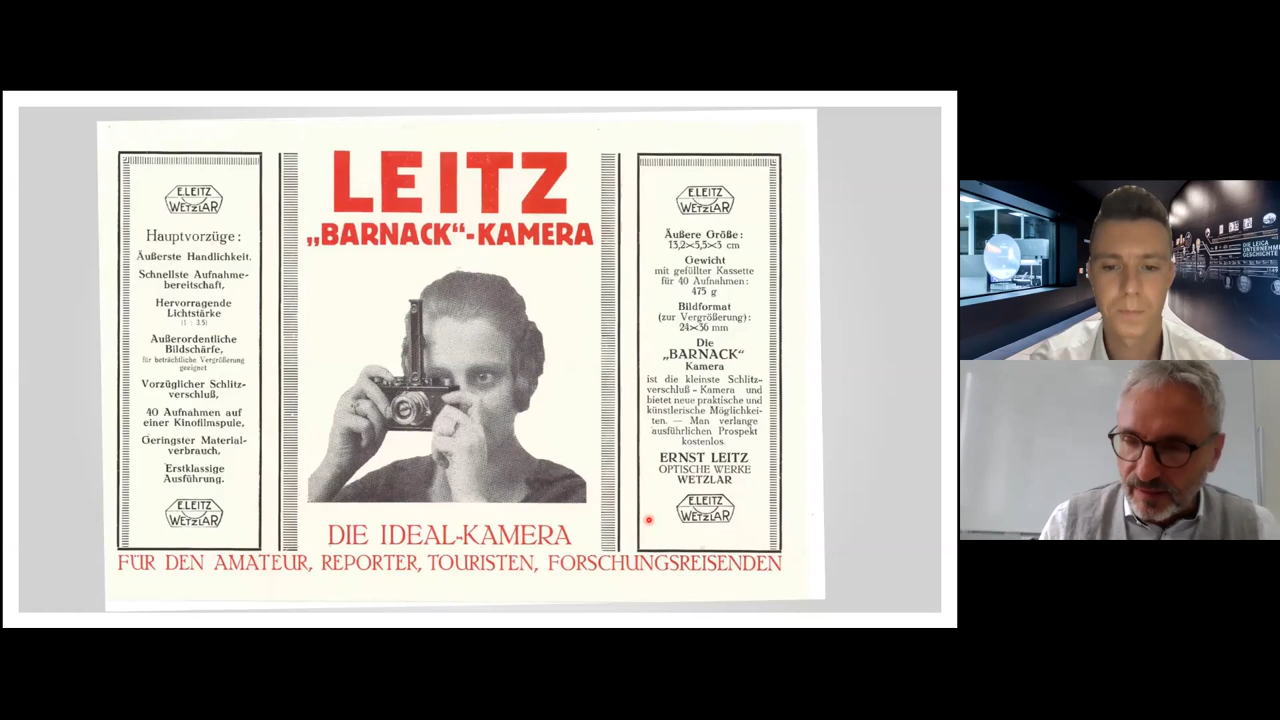 E. LEITZ
WETZLAR
Hauptvorzüge:
Äußerste Handlichkeit.
Schnellste Aufnahme-
bereitschaft,
Hervorragende
Lichtstärke
(1 : 3.5)
Außerordentliche
Bildschärfe,
für beträchtliche Vergrößerung
geeignet
Vorzüglicher Schlitz-
verschluß,
40 Aufnahmen auf
einer Kinofilmspule,
Geringster Material-
verbrauch,
Erstklassige
Ausführung.
E. LEITZ
WETZLAR
LEITZ
„BARNACK“-KAMERA
DIE IDEAL-KAMERA
FÜR DEN AMATEUR, REPORTER, TOURISTEN, FORSCHUNGSREISENDEN
E. LEITZ
WETZLAR
Äußere Größe:
13,2×5,5×3 cm
Gewicht
mit gefüllter Kassette
für 40 Aufnahmen:
475 g
Bildformat
(zur Vergrößerung):
24×36 mm
Die
„BARNACK“
Kamera
ist die kleinste Schlitz-
verschluß-Kamera und
bietet neue praktische und
künstlerische Möglichkei-
ten. — Man verlange
ausführlichen Prospekt
kostenlos.
ERNST LEITZ
OPTISCHE WERKE
WETZLAR
E. LEITZ
WETZLAR
DIE LEICA
UNTERNEHM
GESCHICHTE